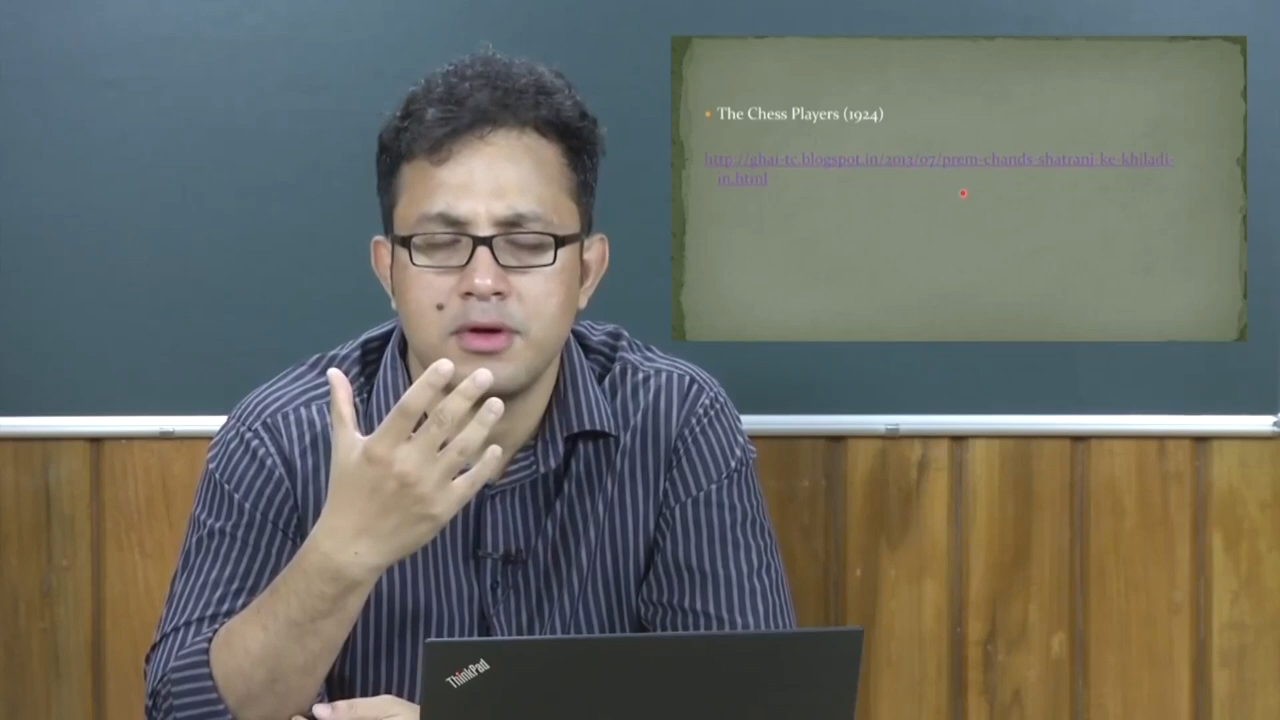 The Chess Players (1924)
http://ghai-tc.blogspot.in/2013/07/prem-chands-shatranj-ke-khiladi-
in.html
ThinkPad